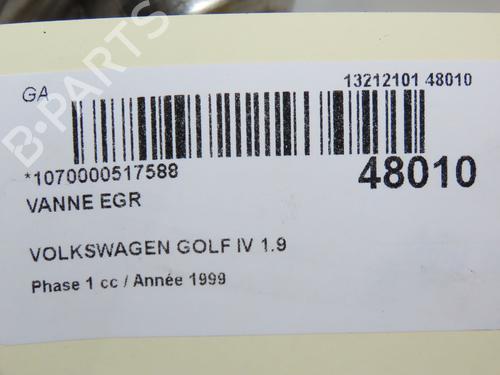 GA
13212101 48010
*1070000517588
48010
VANNE EGR
VOLKSWAGEN GOLF IV 1.9
Phase 1 cc / Année 1999
B-PARTS